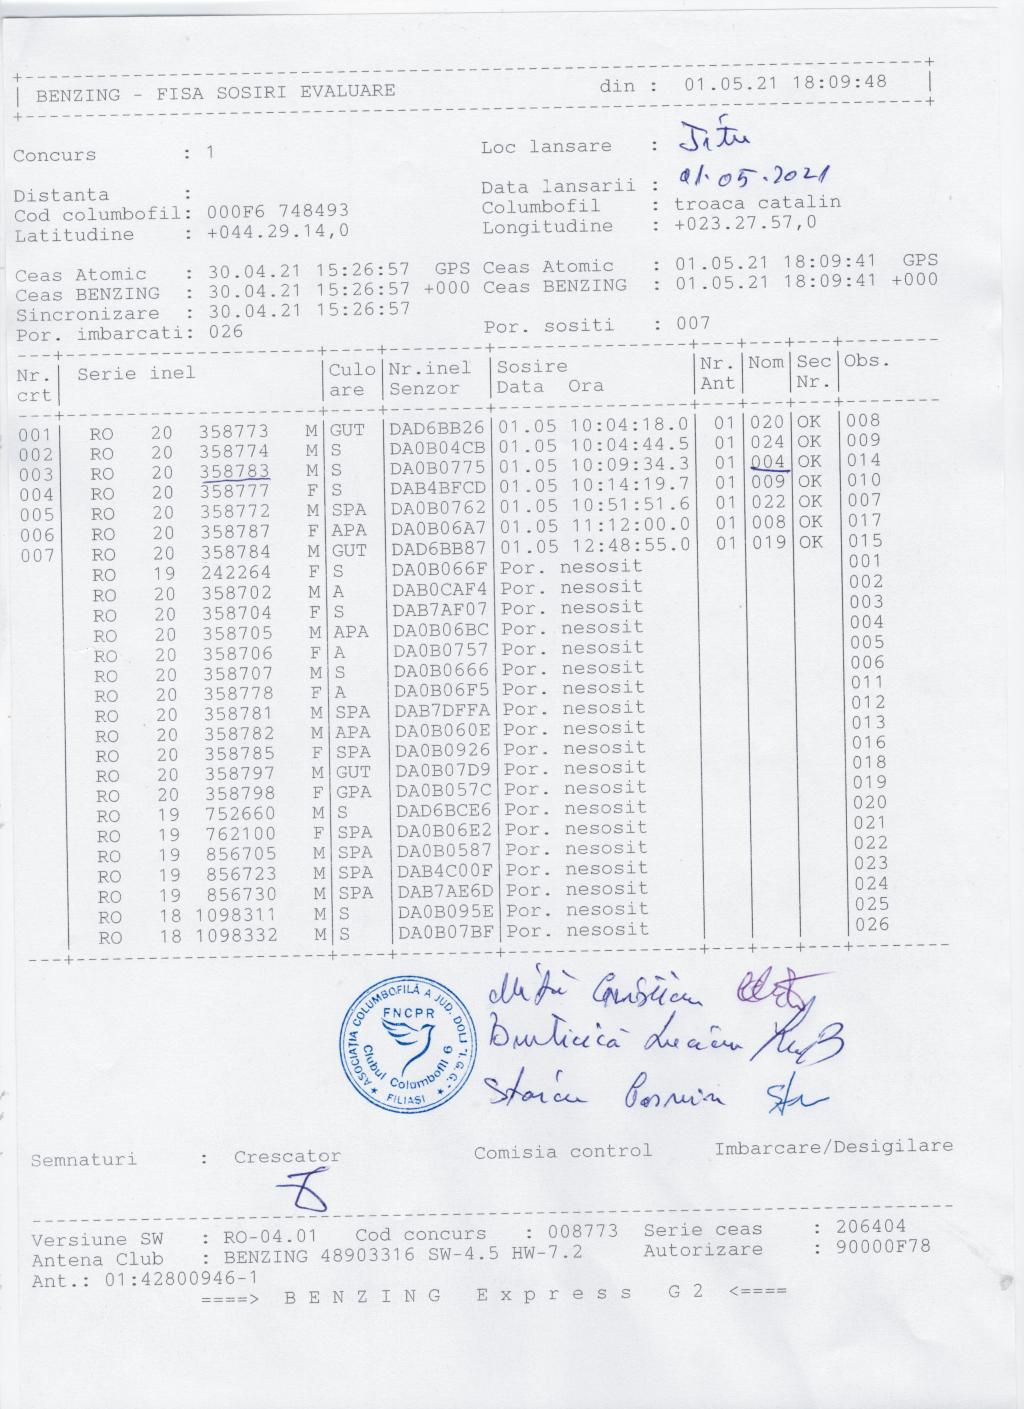 BENZING - FISA SOSIRI EVALUARE din : 01.05.21 18:09:48
Concurs : 1 Loc lansare : Titu
Distanta : Data lansarii : 01.05.2021
Cod columbofil: 000F6 748493 Columbofil : troaca catalin
Latitudine : +044.29.14,0 Longitudine : +023.27.57,0
Ceas Atomic : 30.04.21 15:26:57 GPS Ceas Atomic : 01.05.21 18:09:41 GPS
Ceas BENZING : 30.04.21 15:26:57 +000 Ceas BENZING : 01.05.21 18:09:41 +000
Sincronizare : 30.04.21 15:26:57
Por. imbarcati: 026 Por. sositi : 007
Nr. Serie inel Culo Nr.inel Sosire Nr. Nom Sec Obs.
crt are Senzor Data Ora Ant Nr.
001 RO 20 358773 M GUT DAD6BB26 01.05 10:04:18.0 01 020 OK 008
002 RO 20 358774 M S DA0B04CB 01.05 10:04:44.5 01 024 OK 009
003 RO 20 358783 M S DA0B0775 01.05 10:09:34.3 01 004 OK 014
004 RO 20 358777 F S DAB4BFCD 01.05 10:14:19.7 01 009 OK 010
005 RO 20 358772 M SPA DA0B0762 01.05 10:51:51.6 01 022 OK 007
006 RO 20 358787 F APA DA0B06A7 01.05 11:12:00.0 01 008 OK 017
007 RO 20 358784 M GUT DAD6BB87 01.05 12:48:55.0 01 019 OK 015
RO 19 242264 F S DA0B066F Por. nesosit 001
RO 20 358702 M A DAB0CAF4 Por. nesosit 002
RO 20 358704 F S DAB7AF07 Por. nesosit 003
RO 20 358705 M APA DA0B06BC Por. nesosit 004
RO 20 358706 F A DA0B0757 Por. nesosit 005
RO 20 358707 M S DA0B0666 Por. nesosit 006
RO 20 358778 F A DA0B06F5 Por. nesosit 011
RO 20 358781 M SPA DAB7DFFA Por. nesosit 012
RO 20 358782 M APA DA0B060E Por. nesosit 013
RO 20 358785 F SPA DA0B0926 Por. nesosit 016
RO 20 358797 M GUT DA0B07D9 Por. nesosit 018
RO 20 358798 F GPA DA0B057C Por. nesosit 019
RO 19 752660 M S DAD6BCE6 Por. nesosit 020
RO 19 762100 F SPA DA0B06E2 Por. nesosit 021
RO 19 856705 M SPA DA0B0587 Por. nesosit 022
RO 19 856723 M SPA DAB4C00F Por. nesosit 023
RO 19 856730 M SPA DAB7AE6D Por. nesosit 024
RO 18 1098311 M S DA0B095E Por. nesosit 025
RO 18 1098332 M S DA0B07BF Por. nesosit 026
ASOCIAȚIA COLUMBOFILĂ A JUD. DOLJ "I.G.G."
FNCPR
Clubul Columbofil 6
FILIAȘI
Staicu
Semnaturi : Crescator Comisia control Imbarcare/Desigilare
Versiune SW : RO-04.01 Cod concurs : 008773 Serie ceas : 206404
Antena Club : BENZING 48903316 SW-4.5 HW-7.2 Autorizare : 90000F78
Ant.: 01:42800946-1
====> B E N Z I N G E x p r e s s G 2 <====